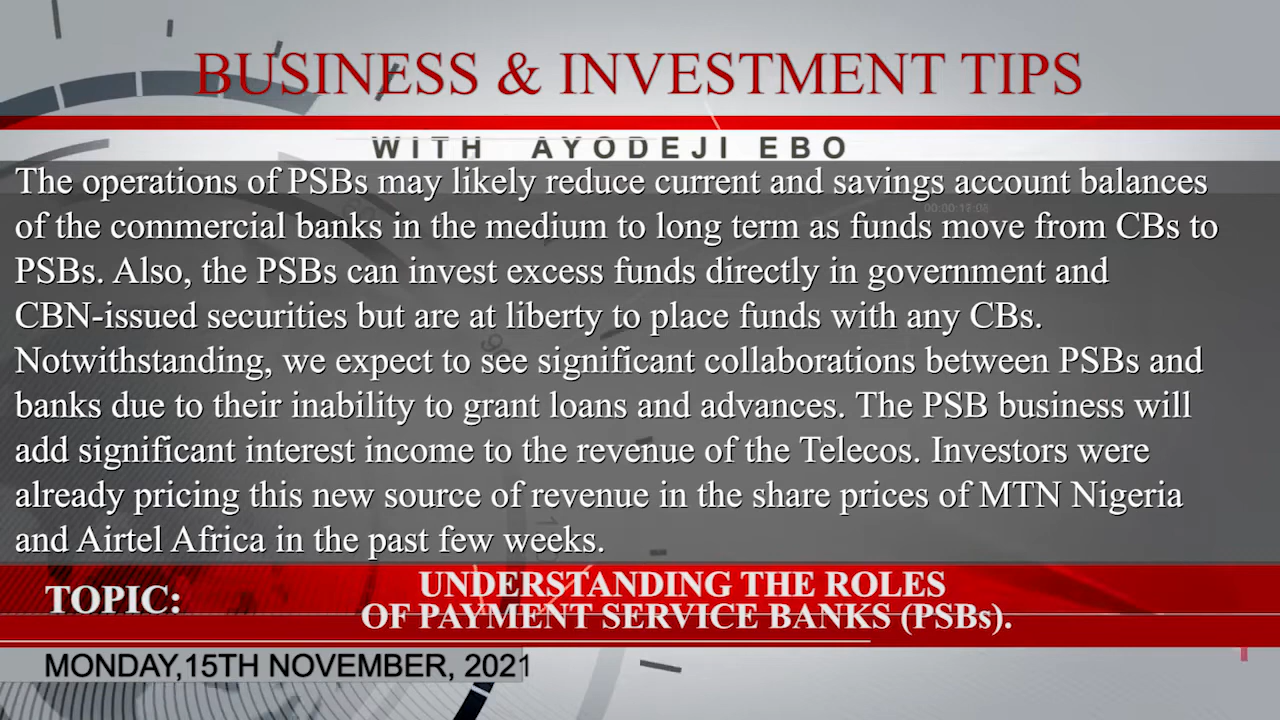 BUSINESS & INVESTMENT TIPS
WITH AYODEJI EBO
00:00:17:08
The operations of PSBs may likely reduce current and savings account balances
of the commercial banks in the medium to long term as funds move from CBs to
PSBs. Also, the PSBs can invest excess funds directly in government and
CBN-issued securities but are at liberty to place funds with any CBs.
Notwithstanding, we expect to see significant collaborations between PSBs and
banks due to their inability to grant loans and advances. The PSB business will
add significant interest income to the revenue of the Telecos. Investors were
already pricing this new source of revenue in the share prices of MTN Nigeria
and Airtel Africa in the past few weeks.
TOPIC:
UNDERSTANDING THE ROLES
OF PAYMENT SERVICE BANKS (PSBs).
MONDAY,15TH NOVEMBER, 2021